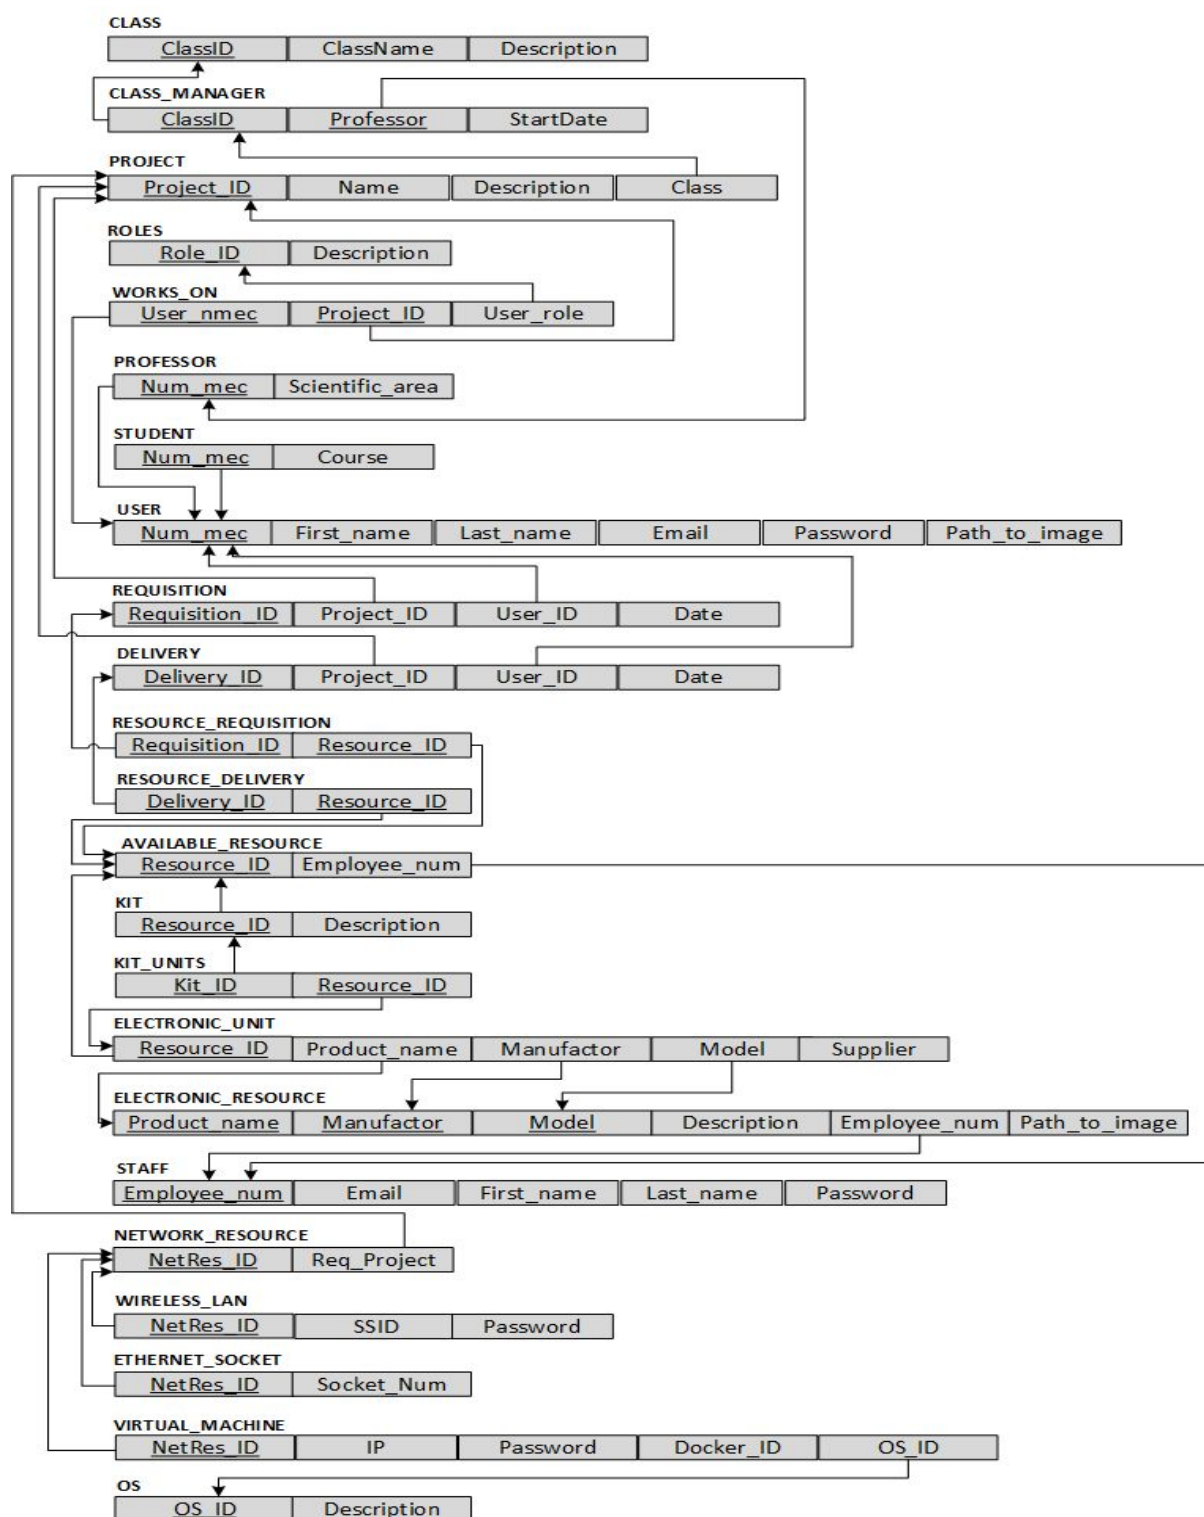 CLASS
ClassID ClassName Description
CLASS_MANAGER
ClassID Professor StartDate
PROJECT
Project_ID Name Description Class
ROLES
Role_ID Description
WORKS_ON
User_nmec Project_ID User_role
PROFESSOR
Num_mec Scientific_area
STUDENT
Num_mec Course
USER
Num_mec First_name Last_name Email Password Path_to_image
REQUISITION
Requisition_ID Project_ID User_ID Date
DELIVERY
Delivery_ID Project_ID User_ID Date
RESOURCE_REQUISITION
Requisition_ID Resource_ID
RESOURCE_DELIVERY
Delivery_ID Resource_ID
AVAILABLE_RESOURCE
Resource_ID Employee_num
KIT
Resource_ID Description
KIT_UNITS
Kit_ID Resource_ID
ELECTRONIC_UNIT
Resource_ID Product_name Manufactor Model Supplier
ELECTRONIC_RESOURCE
Product_name Manufactor Model Description Employee_num Path_to_image
STAFF
Employee_num Email First_name Last_name Password
NETWORK_RESOURCE
NetRes_ID Req_Project
WIRELESS_LAN
NetRes_ID SSID Password
ETHERNET_SOCKET
NetRes_ID Socket_Num
VIRTUAL_MACHINE
NetRes_ID IP Password Docker_ID OS_ID
OS
OS_ID Description